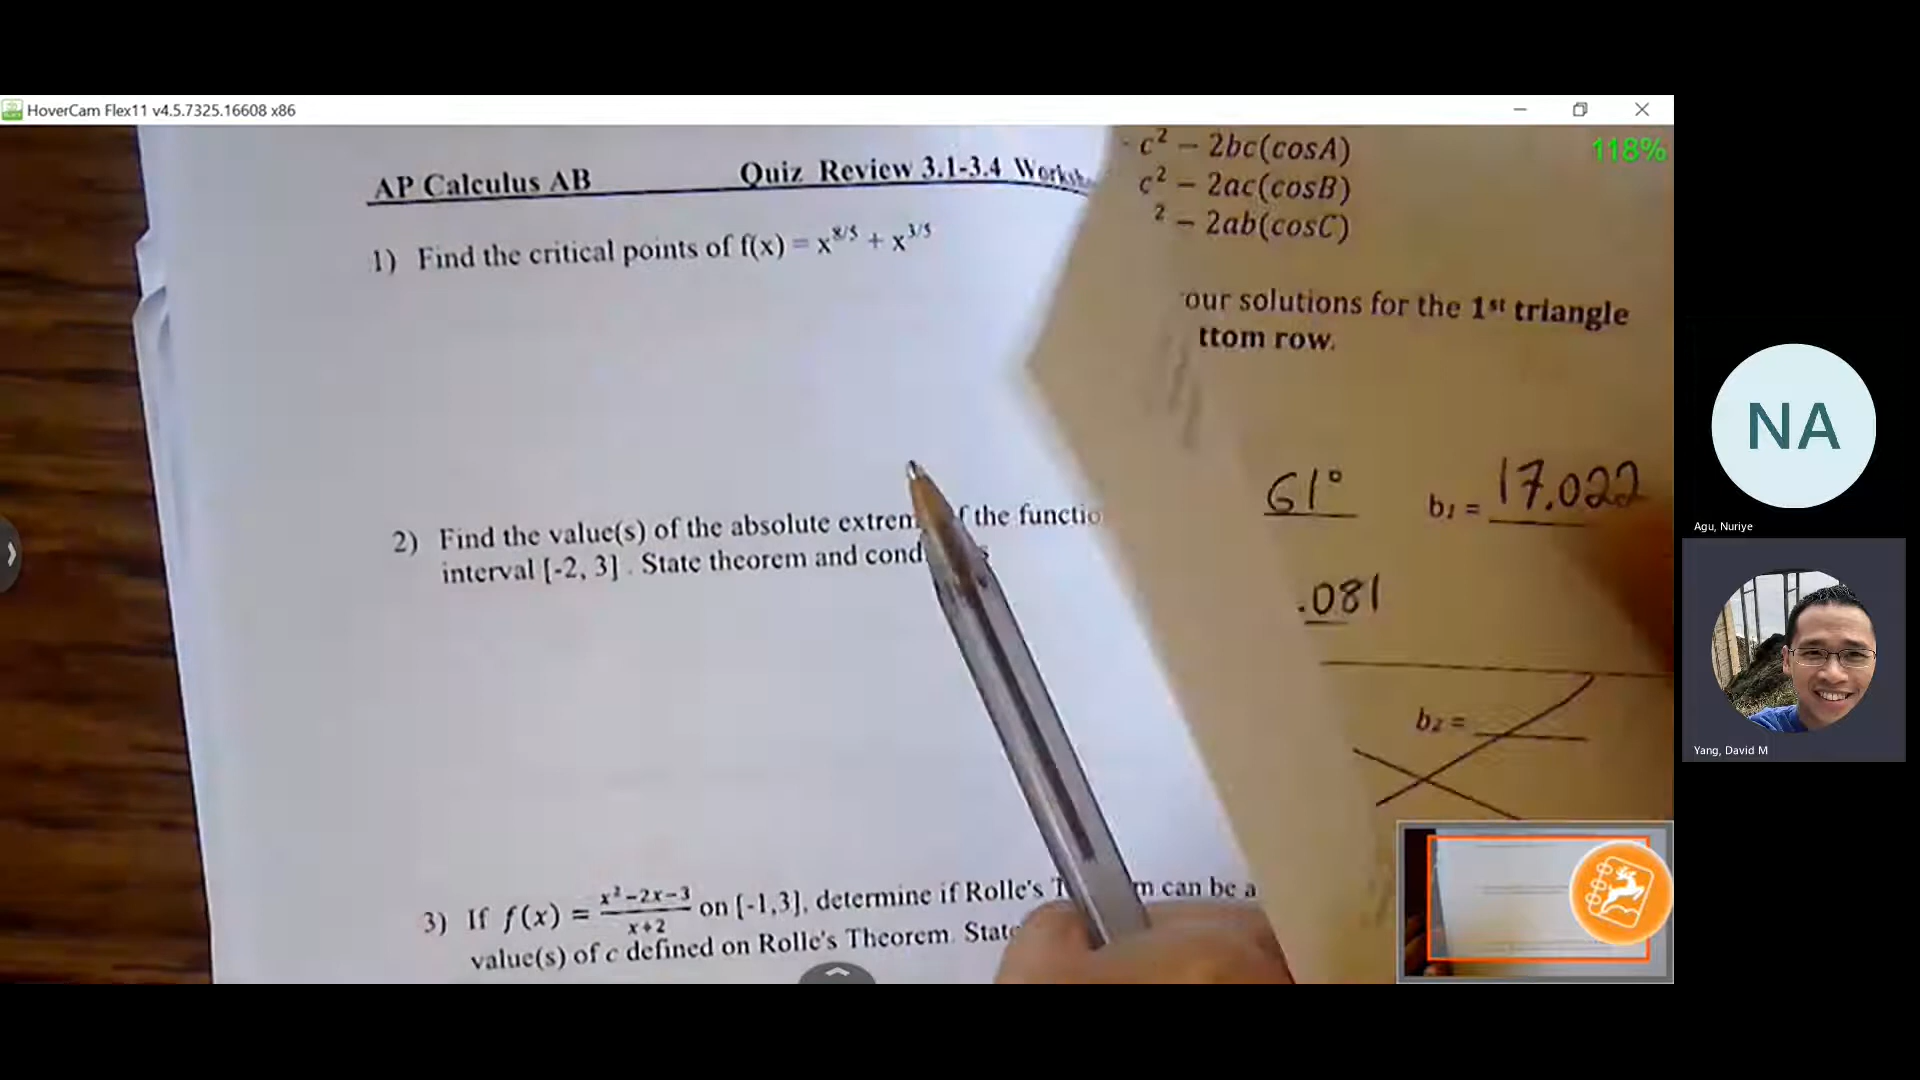 HoverCam Flex11 v4.5.7325.16608 x86
118%
AP Calculus AB Quiz Review 3.1-3.4
1) Find the critical points of f(x) = x^8/5 + x^3/5
2) Find the value(s) of the absolute extrem f the functio
interval [-2, 3] . State theorem and cond s
3) If f(x) = x²-2x-3 / x+2 on [-1,3], determine if Rolle's T m can be a
value(s) of c defined on Rolle's Theorem. State
c² - 2bc(cosA)
c² - 2ac(cosB)
² - 2ab(cosC)
our solutions for the 1st triangle
ttom row.
61° b₁ = 17.022
.081
b₂ =
NA
Agu, Nuriye
Yang, David M